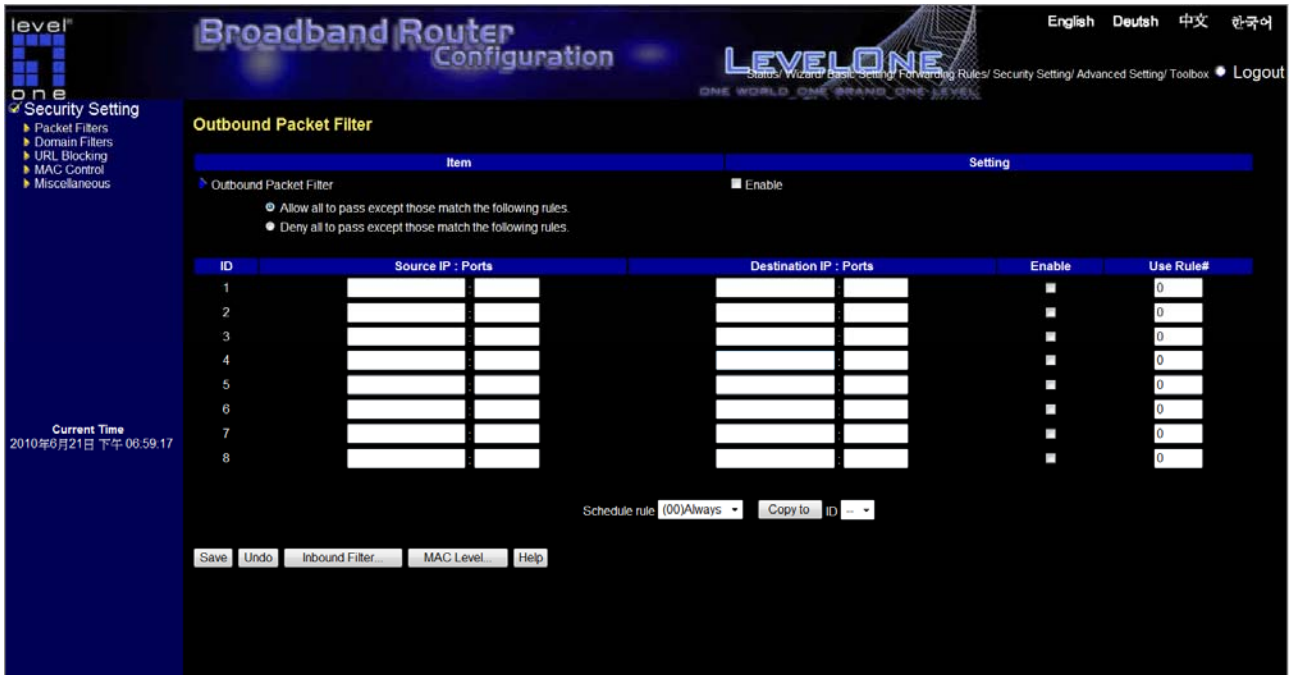 level one
Broadband Router
Configuration
LEVELONE
ONE WORLD ONE BRAND ONE LEVEL
English Deutsh 中文 한국어
Status/ Wizard/ Basic Setting/ Forwarding Rules/ Security Setting/ Advanced Setting/ Toolbox Logout
Security Setting
Packet Filters
Domain Filters
URL Blocking
MAC Control
Miscellaneous
Current Time
2010年6月21日 下午 06:59:17
Outbound Packet Filter
Item Setting
Outbound Packet Filter Enable
Allow all to pass except those match the following rules.
Deny all to pass except those match the following rules.
ID Source IP : Ports Destination IP : Ports Enable Use Rule#
1 : : 0
2 : : 0
3 : : 0
4 : : 0
5 : : 0
6 : : 0
7 : : 0
8 : : 0
Schedule rule (00)Always Copy to ID --
Save Undo Inbound Filter... MAC Level... Help